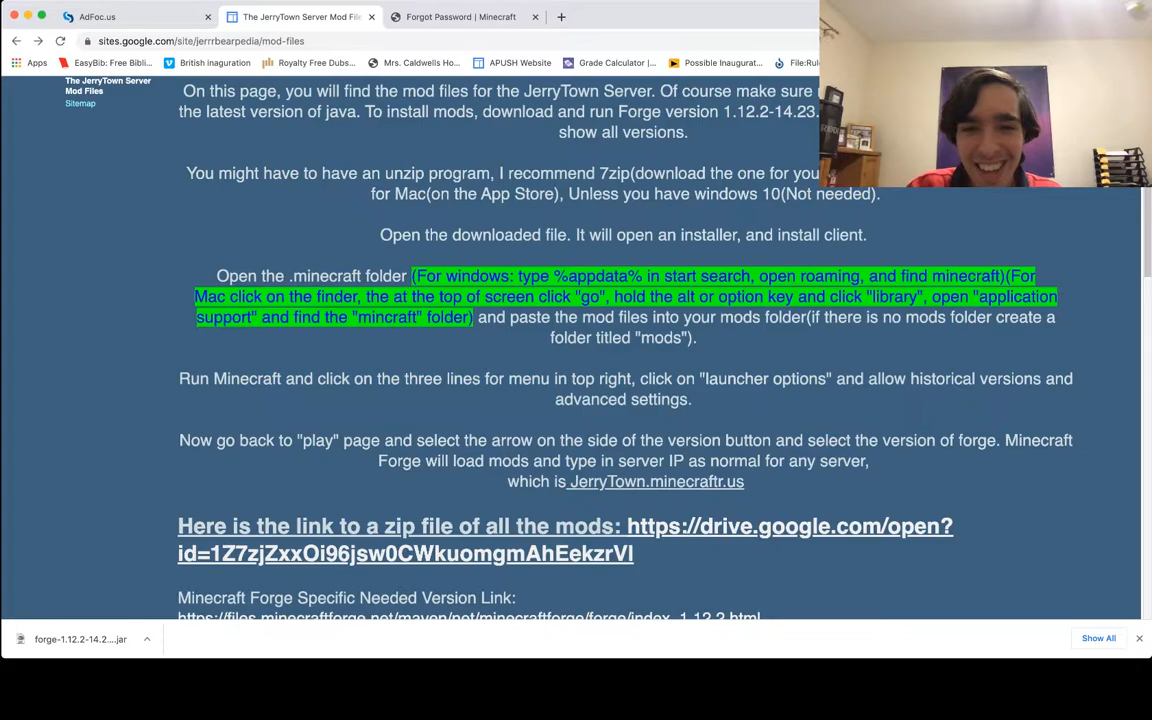 AdFoc.us
The JerryTown Server Mod File
Forgot Password | Minecraft
sites.google.com/site/jerrrbearpedia/mod-files
Apps
EasyBib: Free Bibli...
British inaguration
Royalty Free Dubs...
Mrs. Caldwells Ho...
APUSH Website
Grade Calculator |...
Possible Inaugurat...
File:Rul
The JerryTown Server
Mod Files
Sitemap
On this page, you will find the mod files for the JerryTown Server. Of course make sure
the latest version of java. To install mods, download and run Forge version 1.12.2-14.23.
show all versions.
You might have to have an unzip program, I recommend 7zip(download the one for you
for Mac(on the App Store), Unless you have windows 10(Not needed).
Open the downloaded file. It will open an installer, and install client.
Open the .minecraft folder (For windows: type %appdata% in start search, open roaming, and find minecraft)(For
Mac click on the finder, the at the top of screen click "go", hold the alt or option key and click "library", open "application
support" and find the "mincraft" folder) and paste the mod files into your mods folder(if there is no mods folder create a
folder titled "mods").
Run Minecraft and click on the three lines for menu in top right, click on "launcher options" and allow historical versions and
advanced settings.
Now go back to "play" page and select the arrow on the side of the version button and select the version of forge. Minecraft
Forge will load mods and type in server IP as normal for any server,
which is JerryTown.minecraftr.us
Here is the link to a zip file of all the mods: https://drive.google.com/open?
id=1Z7zjZxxOi96jsw0CWkuomgmAhEekzrVl
Minecraft Forge Specific Needed Version Link:
https://files.minecraftforge.net/maven/net/minecraftforge/forge/index_1.12.2.html
forge-1.12.2-14.2....jar
Show All